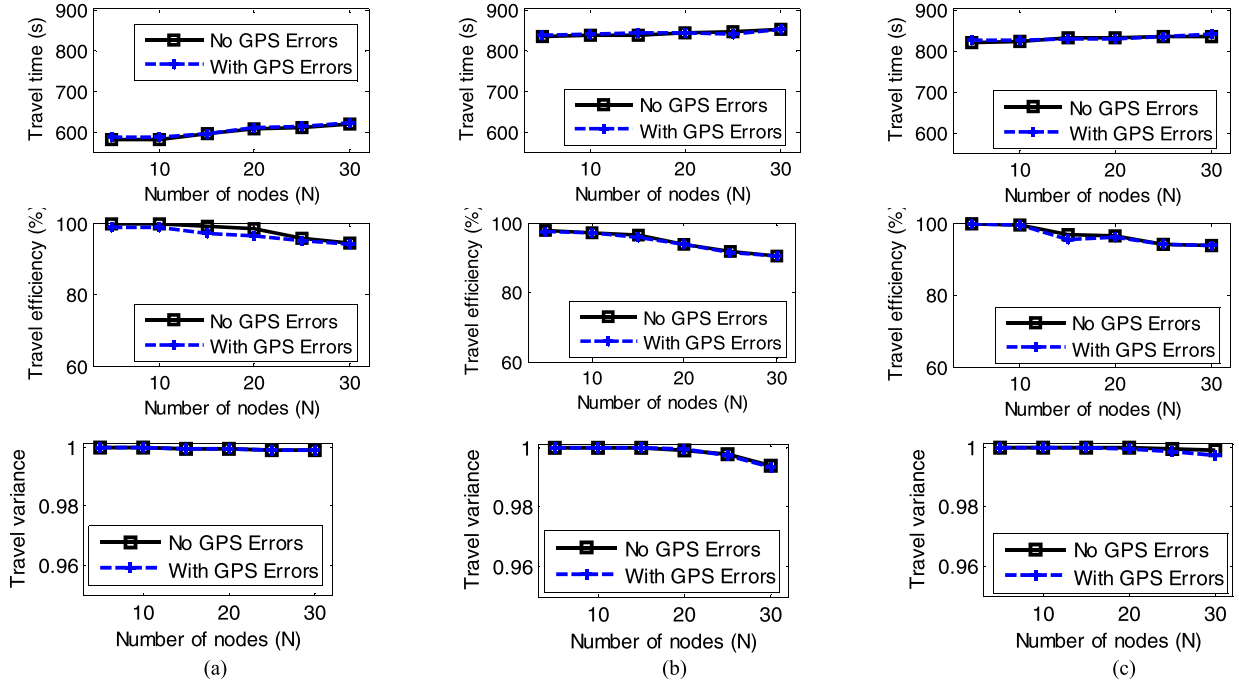 900
800
700
600
Travel time (s)
No GPS Errors
With GPS Errors
10 20 30
Number of nodes (N)
100
80
60
Travel efficiency (%)
No GPS Errors
With GPS Errors
10 20 30
Number of nodes (N)
1
0.98
0.96
Travel variance
No GPS Errors
With GPS Errors
10 20 30
Number of nodes (N)
(a)
900
800
700
600
Travel time (s)
No GPS Errors
With GPS Errors
10 20 30
Number of nodes (N)
100
80
60
Travel efficiency (%)
No GPS Errors
With GPS Errors
10 20 30
Number of nodes (N)
1
0.98
0.96
Travel variance
No GPS Errors
With GPS Errors
10 20 30
Number of nodes (N)
(b)
900
800
700
600
Travel time (s)
No GPS Errors
With GPS Errors
10 20 30
Number of nodes (N)
100
80
60
Travel efficiency (%)
No GPS Errors
With GPS Errors
10 20 30
Number of nodes (N)
1
0.98
0.96
Travel variance
No GPS Errors
With GPS Errors
10 20 30
Number of nodes (N)
(c)